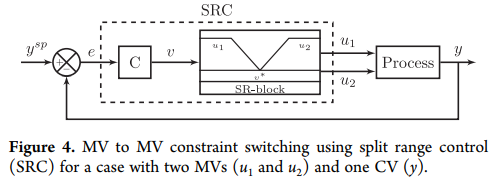 SRC
y^sp
e
C
v
u1
u2
v*
SR-block
u1
u2
Process
y
+
−
Figure 4. MV to MV constraint switching using split range control
(SRC) for a case with two MVs (u1 and u2) and one CV (y).